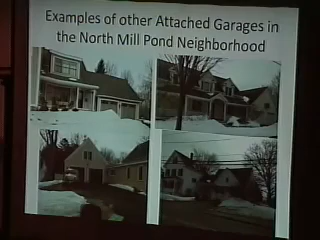 Examples of other Attached Garages in
the North Mill Pond Neighborhood